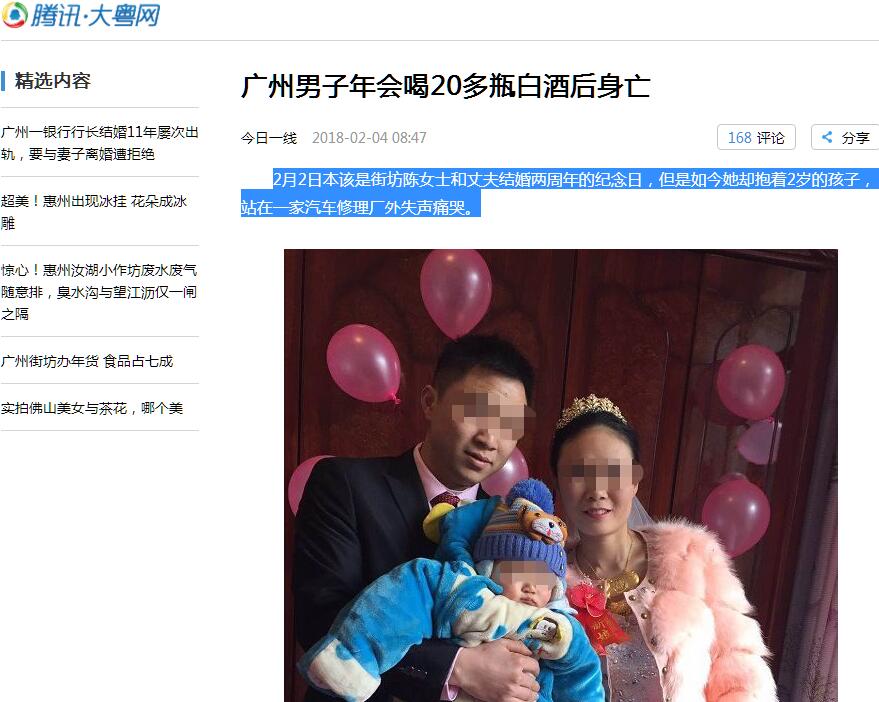 腾讯·大粤网
精选内容
广州一银行行长结婚11年屡次出
轨，要与妻子离婚遭拒绝
超美！惠州出现冰挂 花朵成冰
雕
惊心！惠州汝湖小作坊废水废气
随意排，臭水沟与望江沥仅一闸
之隔
广州街坊办年货 食品占七成
实拍佛山美女与茶花，哪个美
广州男子年会喝20多瓶白酒后身亡
今日一线 2018-02-04 08:47 168 评论 分享
2月2日本该是街坊陈女士和丈夫结婚两周年的纪念日，但是如今她却抱着2岁的孩子，
站在一家汽车修理厂外失声痛哭。
新娘